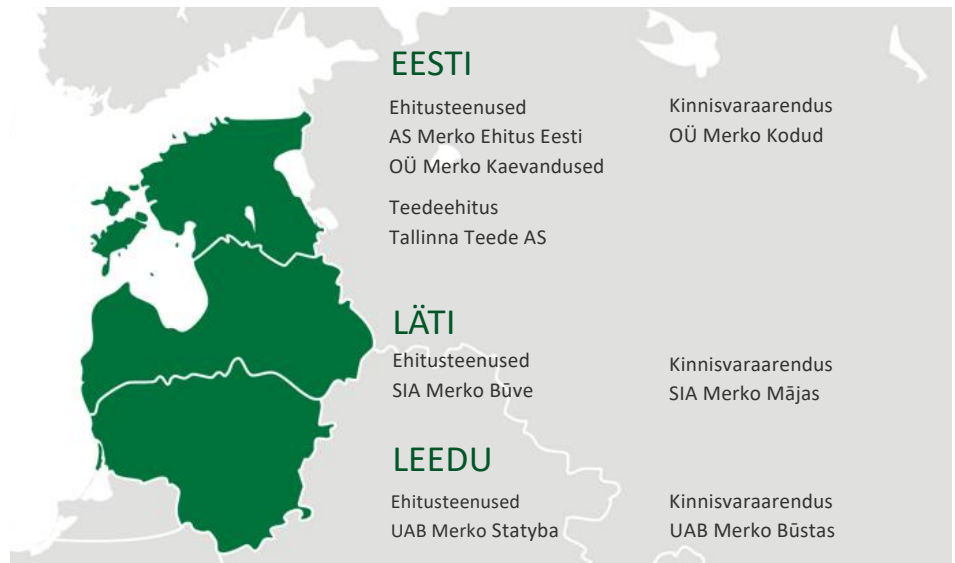 EESTI
Ehitusteenused
AS Merko Ehitus Eesti
OÜ Merko Kaevandused
Teedeehitus
Tallinna Teede AS
Kinnisvaraarendus
OÜ Merko Kodud
LÄTI
Ehitusteenused
SIA Merko Būve
Kinnisvaraarendus
SIA Merko Mājas
LEEDU
Ehitusteenused
UAB Merko Statyba
Kinnisvaraarendus
UAB Merko Būstas